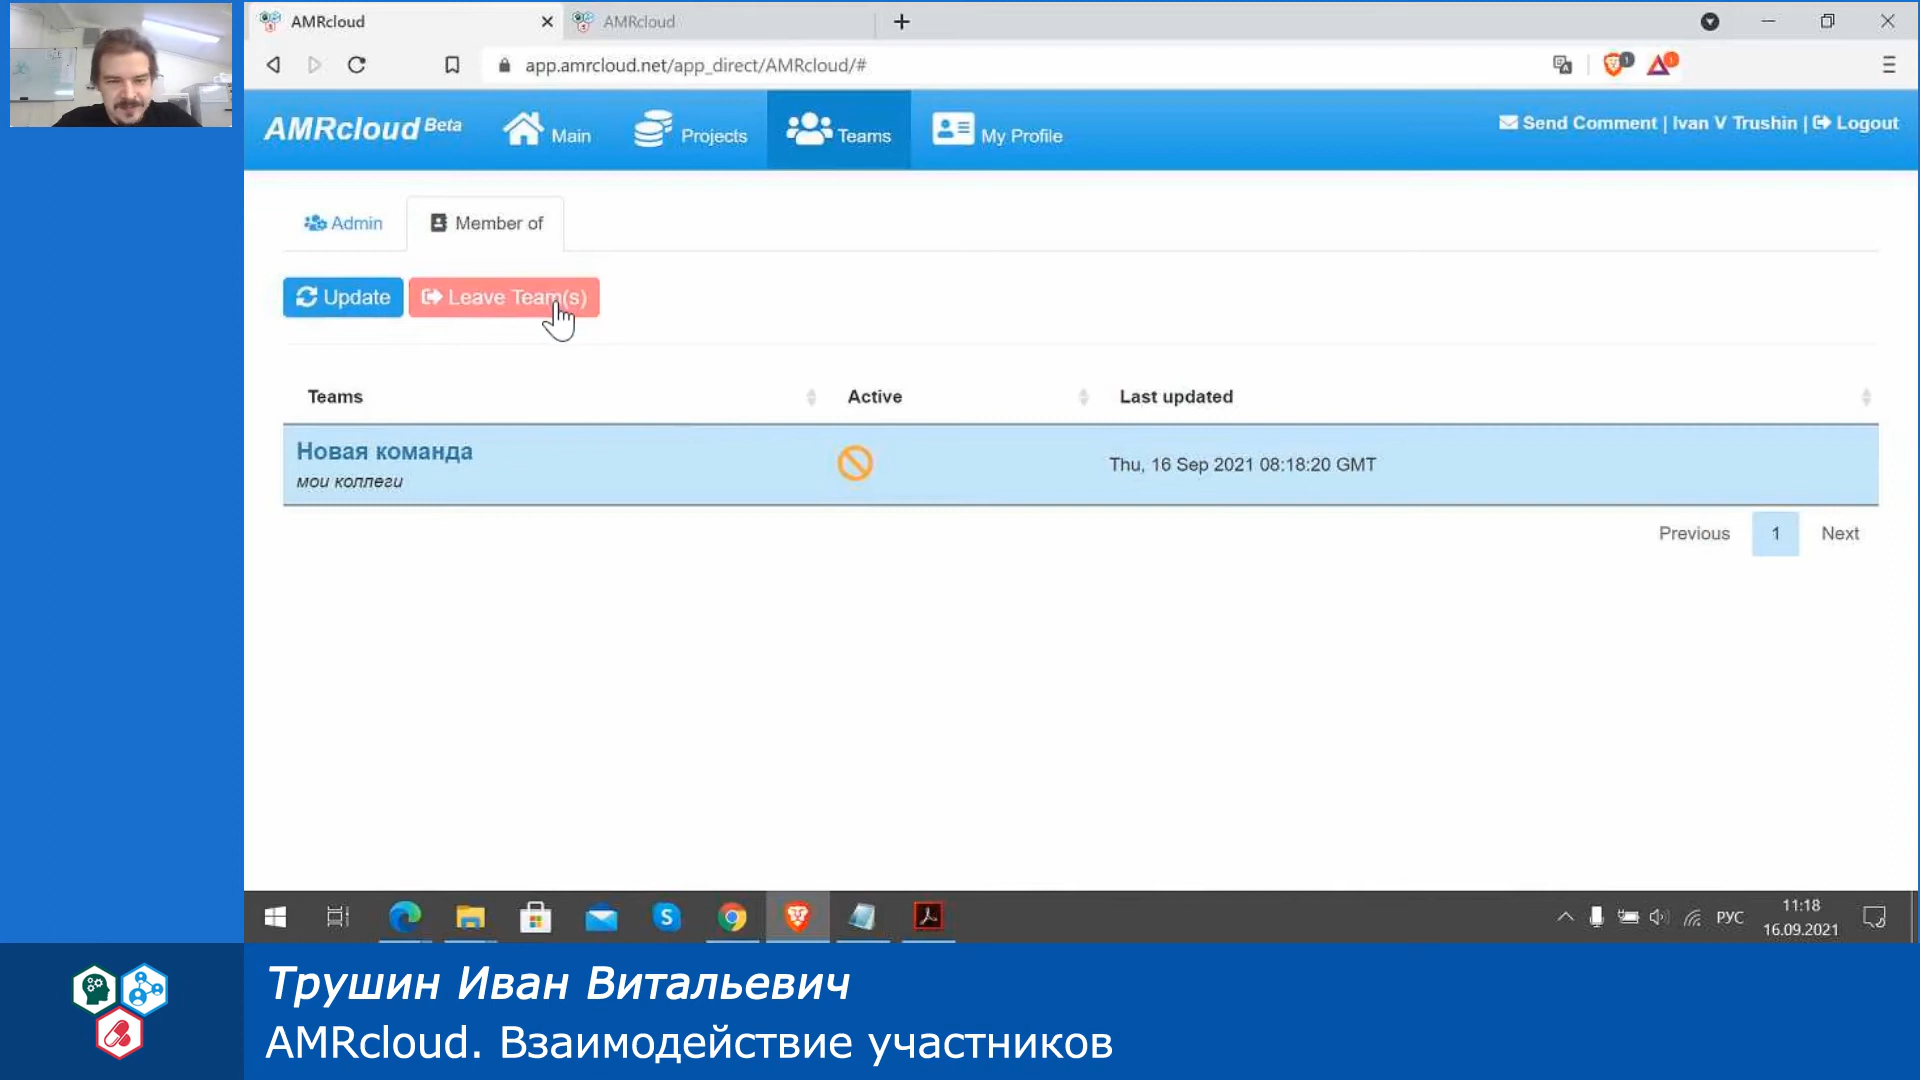 AMRcloud
AMRcloud
app.amrcloud.net/app_direct/AMRcloud/#
AMRcloud Beta
Main
Projects
Teams
My Profile
Send Comment | Ivan V Trushin | Logout
Admin
Member of
Update
Leave Team(s)
Teams
Active
Last updated
Новая команда
мои коллеги
Thu, 16 Sep 2021 08:18:20 GMT
Previous
1
Next
РУС
11:18
16.09.2021
Трушин Иван Витальевич
AMRcloud. Взаимодействие участников